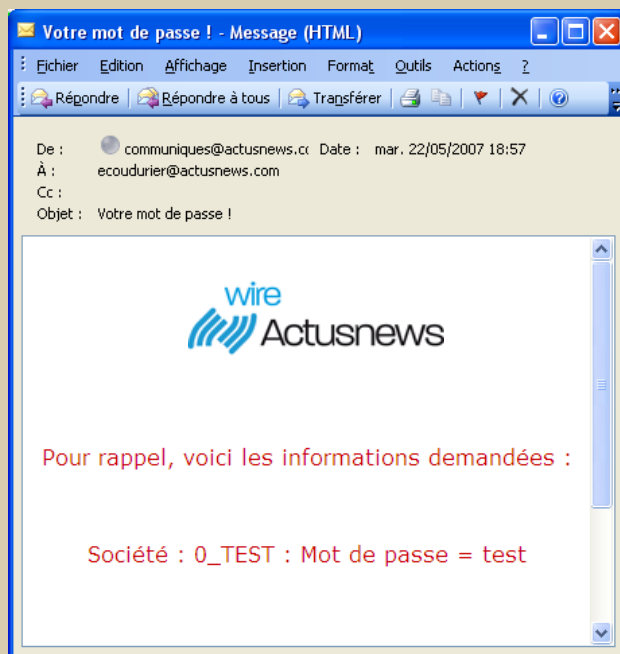 Votre mot de passe ! - Message (HTML)
Fichier Edition Affichage Insertion Format Outils Actions ?
Répondre Répondre à tous Transférer
De : communiques@actusnews.cc Date : mar. 22/05/2007 18:57
À : ecoudurier@actusnews.com
Cc :
Objet : Votre mot de passe !
wire
Actusnews
Pour rappel, voici les informations demandées :
Société : 0_TEST : Mot de passe = test